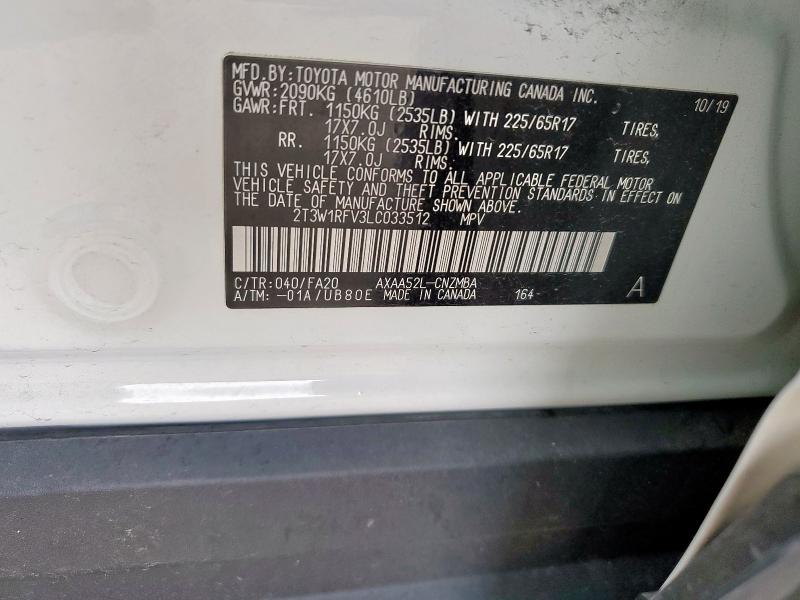 MFD.BY:TOYOTA MOTOR MANUFACTURING CANADA INC. 10/19
GVWR:2090KG (4610LB)
GAWR:FRT. 1150KG (2535LB) WITH 225/65R17 TIRES,
17X7.0J RIMS.
RR. 1150KG (2535LB) WITH 225/65R17 TIRES,
17X7.0J RIMS.
THIS VEHICLE CONFORMS TO ALL APPLICABLE FEDERAL MOTOR
VEHICLE SAFETY AND THEFT PREVENTION STANDARDS IN EFFECT ON
THE DATE OF MANUFACTURE SHOWN ABOVE.
2T3W1RFV3LC033512 MPV
C/TR:040/FA20 AXAA52L-CNZMBA
A/TM: -01A/UB80E MADE IN CANADA 164- A